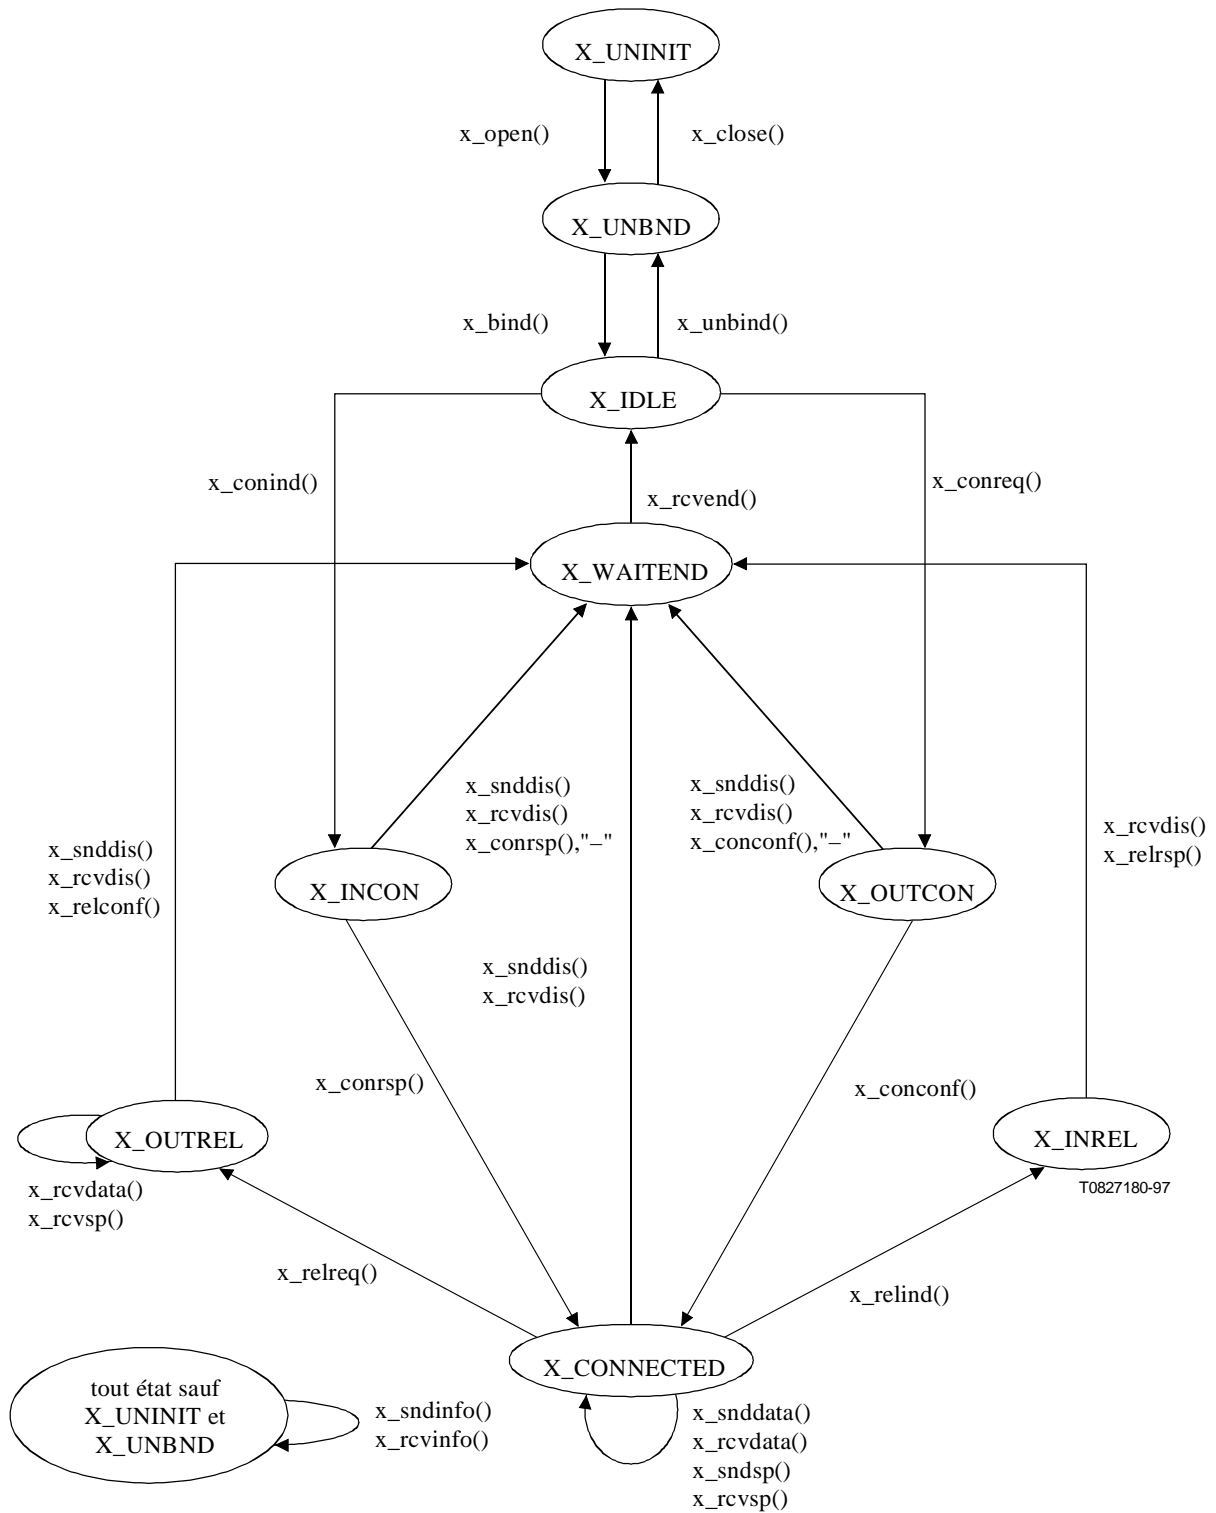 X_UNINIT
x_open()
x_close()
X_UNBND
x_bind()
x_unbind()
X_IDLE
x_conind()
x_rcvend()
x_conreq()
X_WAITEND
x_snddis()
x_rcvdis()
x_relconf()
x_snddis()
x_rcvdis()
x_conrsp(),"–"
x_snddis()
x_rcvdis()
x_conconf(),"–"
x_rcvdis()
x_relrsp()
X_INCON
X_OUTCON
x_snddis()
x_rcvdis()
x_conrsp()
x_conconf()
X_OUTREL
X_INREL
T0827180-97
x_rcvdata()
x_rcvsp()
x_relreq()
x_relind()
X_CONNECTED
tout état sauf
X_UNINIT et
X_UNBND
x_sndinfo()
x_rcvinfo()
x_snddata()
x_rcvdata()
x_sndsp()
x_rcvsp()